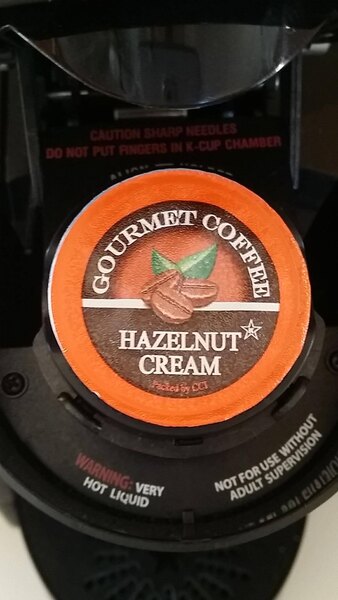 CAUTION SHARP NEEDLES
DO NOT PUT FINGERS IN K-CUP CHAMBER
GOURMET COFFEE
HAZELNUT
CREAM
Packed by CCI
WARNING: VERY
HOT LIQUID
NOT FOR USE WITHOUT
ADULT SUPERVISION